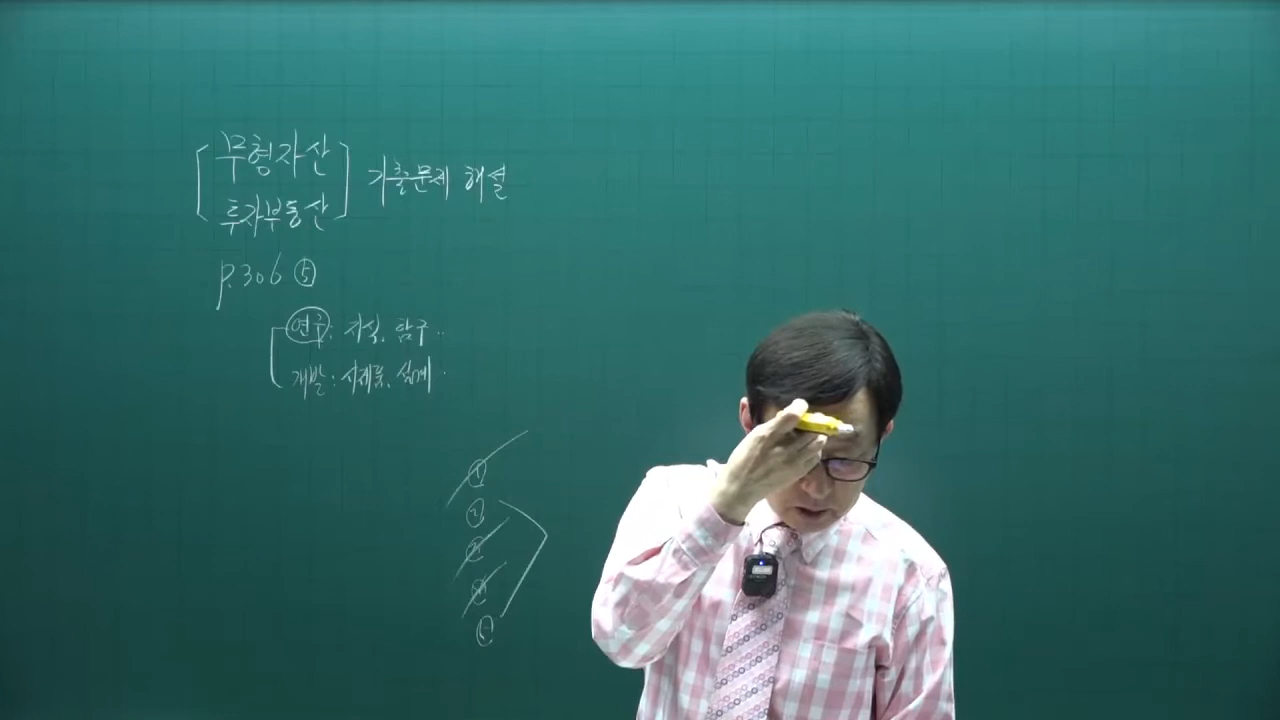 무형자산
투자부동산
기출문제 해설
p.306 ⑤
연구: 지식, 탐구 ..
개발: 시제품, 설계 ..
①
②
③
④
⑤